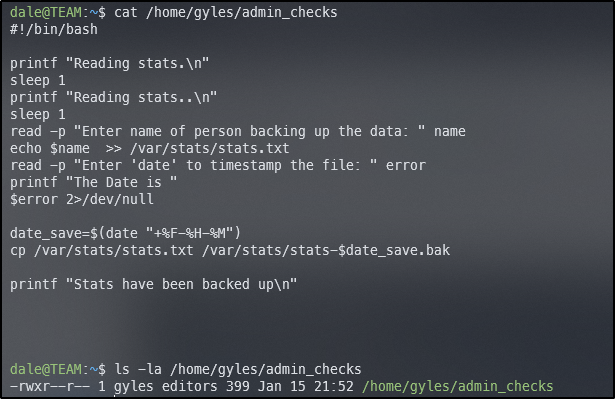 dale@TEAM:~$ cat /home/gyles/admin_checks
#!/bin/bash
printf "Reading stats.\n"
sleep 1
printf "Reading stats..\n"
sleep 1
read -p "Enter name of person backing up the data: " name
echo $name  >> /var/stats/stats.txt
read -p "Enter 'date' to timestamp the file: " error
printf "The Date is "
$error 2>/dev/null
date_save=$(date "+%F-%H-%M")
cp /var/stats/stats.txt /var/stats/stats-$date_save.bak
printf "Stats have been backed up\n"
dale@TEAM:~$ ls -la /home/gyles/admin_checks
-rwxr--r-- 1 gyles editors 399 Jan 15 21:52 /home/gyles/admin_checks